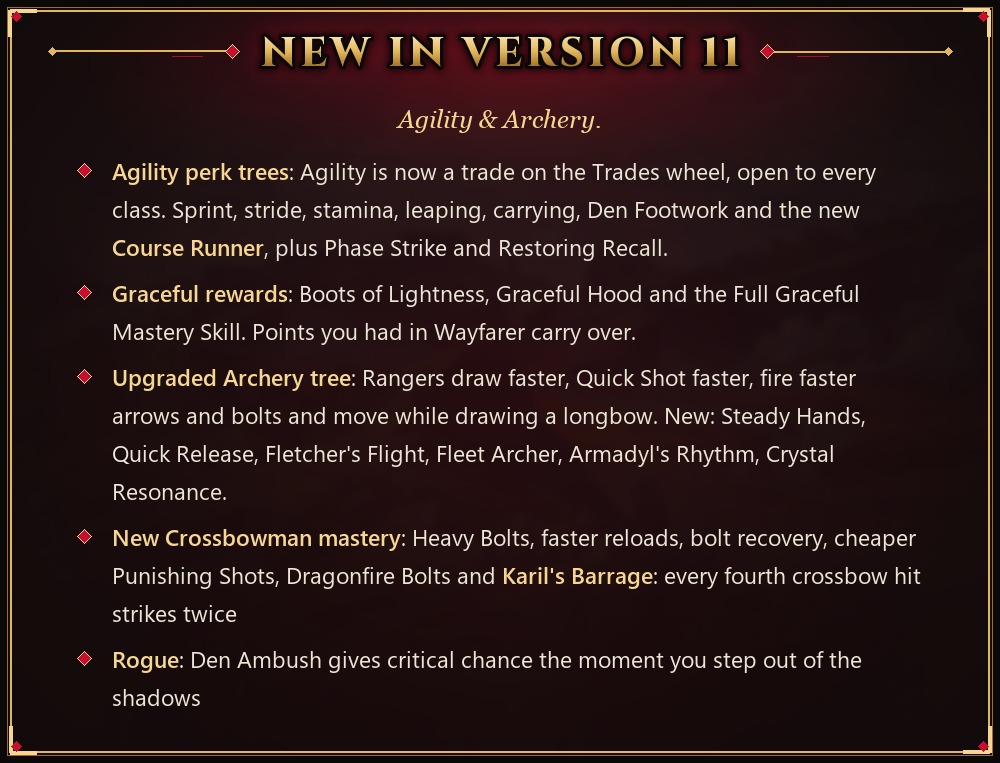 NEW IN VERSION 11
Agility & Archery.
Agility perk trees: Agility is now a trade on the Trades wheel, open to every
class. Sprint, stride, stamina, leaping, carrying, Den Footwork and the new
Course Runner, plus Phase Strike and Restoring Recall.
Graceful rewards: Boots of Lightness, Graceful Hood and the Full Graceful
Mastery Skill. Points you had in Wayfarer carry over.
Upgraded Archery tree: Rangers draw faster, Quick Shot faster, fire faster
arrows and bolts and move while drawing a longbow. New: Steady Hands,
Quick Release, Fletcher's Flight, Fleet Archer, Armadyl's Rhythm, Crystal
Resonance.
New Crossbowman mastery: Heavy Bolts, faster reloads, bolt recovery, cheaper
Punishing Shots, Dragonfire Bolts and Karil's Barrage: every fourth crossbow hit
strikes twice
Rogue: Den Ambush gives critical chance the moment you step out of the
shadows